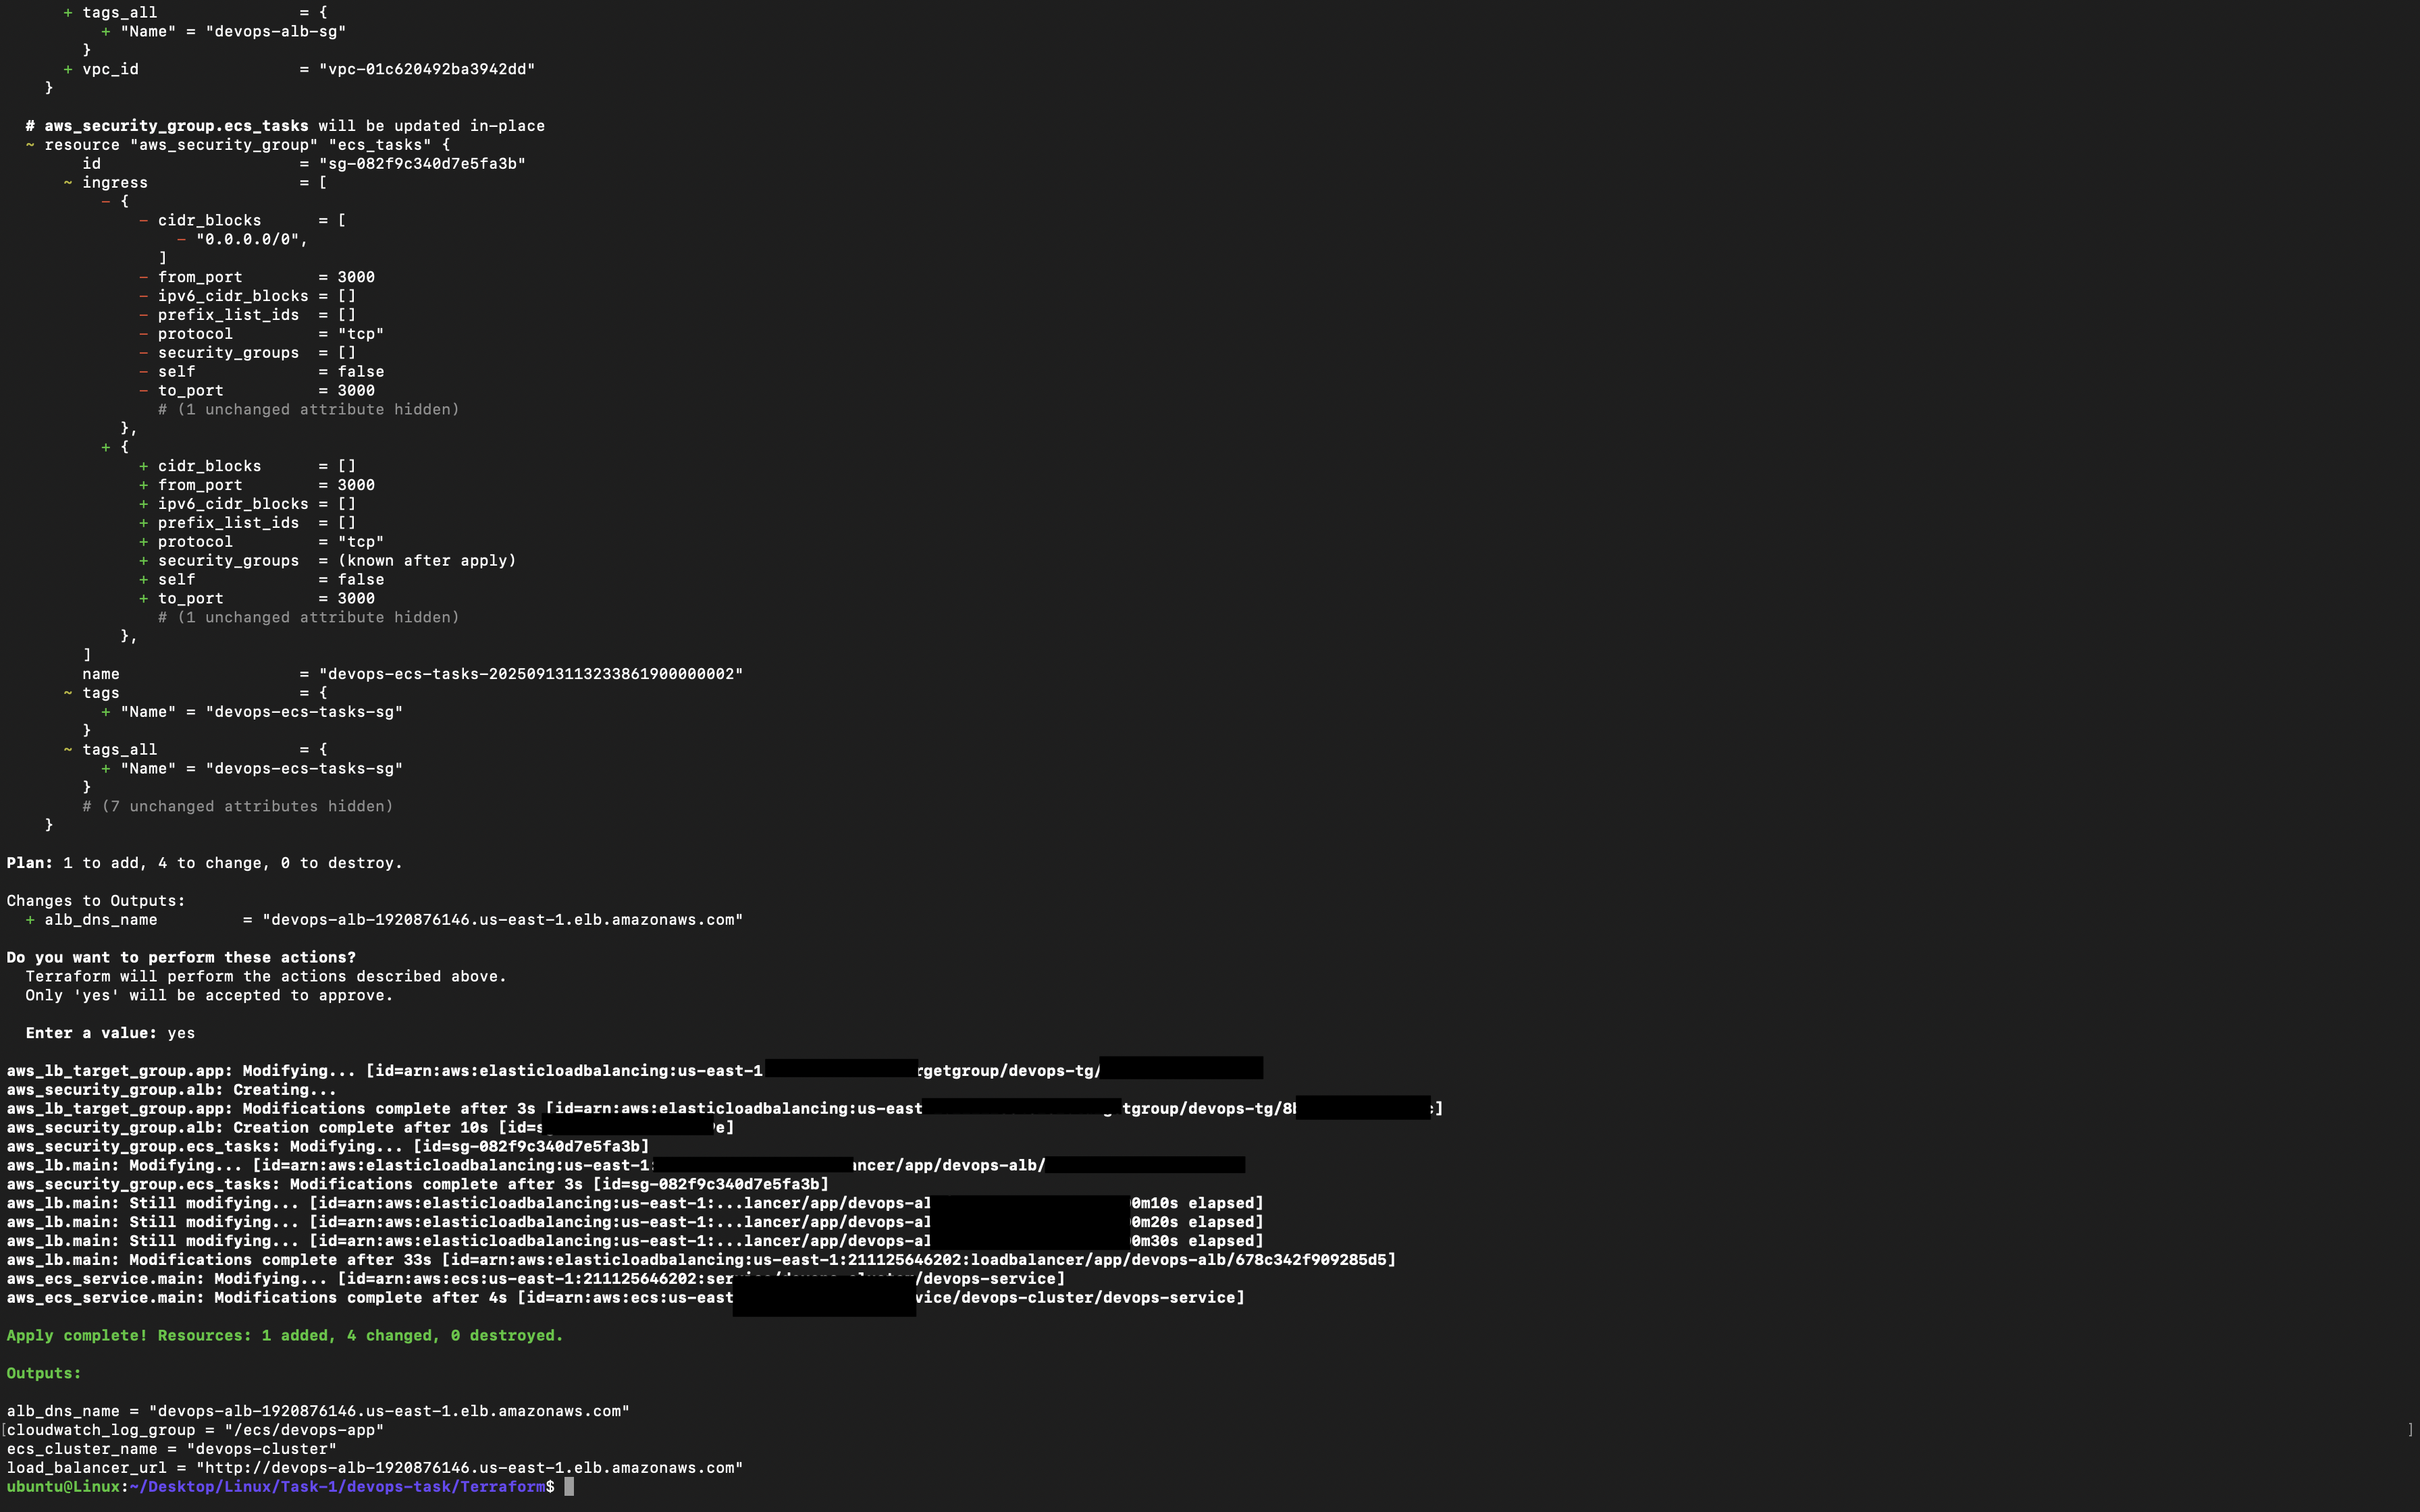 + tags_all               = {
          + "Name" = "devops-alb-sg"
        }
      + vpc_id                 = "vpc-01c620492ba3942dd"
    }

  # aws_security_group.ecs_tasks will be updated in-place
  ~ resource "aws_security_group" "ecs_tasks" {
        id                     = "sg-082f9c340d7e5fa3b"
      ~ ingress                = [
          - {
              - cidr_blocks      = [
                  - "0.0.0.0/0",
                ]
              - from_port        = 3000
              - ipv6_cidr_blocks = []
              - prefix_list_ids  = []
              - protocol         = "tcp"
              - security_groups  = []
              - self             = false
              - to_port          = 3000
                # (1 unchanged attribute hidden)
            },
          + {
              + cidr_blocks      = []
              + from_port        = 3000
              + ipv6_cidr_blocks = []
              + prefix_list_ids  = []
              + protocol         = "tcp"
              + security_groups  = (known after apply)
              + self             = false
              + to_port          = 3000
                # (1 unchanged attribute hidden)
            },
        ]
        name                   = "devops-ecs-tasks-20250913113233861900000002"
      ~ tags                   = {
          + "Name" = "devops-ecs-tasks-sg"
        }
      ~ tags_all               = {
          + "Name" = "devops-ecs-tasks-sg"
        }
        # (7 unchanged attributes hidden)
    }

Plan: 1 to add, 4 to change, 0 to destroy.

Changes to Outputs:
  + alb_dns_name         = "devops-alb-1920876146.us-east-1.elb.amazonaws.com"

Do you want to perform these actions?
  Terraform will perform the actions described above.
  Only 'yes' will be accepted to approve.

  Enter a value: yes

aws_lb_target_group.app: Modifying... [id=arn:aws:elasticloadbalancing:us-east-1 rgetgroup/devops-tg/
aws_security_group.alb: Creating...
aws_lb_target_group.app: Modifications complete after 3s [id=arn:aws:elasticloadbalancing:us-east tgroup/devops-tg/8 ]
aws_security_group.alb: Creation complete after 10s [id=s e]
aws_security_group.ecs_tasks: Modifying... [id=sg-082f9c340d7e5fa3b]
aws_lb.main: Modifying... [id=arn:aws:elasticloadbalancing:us-east-1: ancer/app/devops-alb/
aws_security_group.ecs_tasks: Modifications complete after 3s [id=sg-082f9c340d7e5fa3b]
aws_lb.main: Still modifying... [id=arn:aws:elasticloadbalancing:us-east-1:...lancer/app/devops-al 0m10s elapsed]
aws_lb.main: Still modifying... [id=arn:aws:elasticloadbalancing:us-east-1:...lancer/app/devops-al 0m20s elapsed]
aws_lb.main: Still modifying... [id=arn:aws:elasticloadbalancing:us-east-1:...lancer/app/devops-al 0m30s elapsed]
aws_lb.main: Modifications complete after 33s [id=arn:aws:elasticloadbalancing:us-east-1:211125646202:loadbalancer/app/devops-alb/678c342f909285d5]
aws_ecs_service.main: Modifying... [id=arn:aws:ecs:us-east-1:211125646202:service/devops-cluster/devops-service]
aws_ecs_service.main: Modifications complete after 4s [id=arn:aws:ecs:us-east vice/devops-cluster/devops-service]

Apply complete! Resources: 1 added, 4 changed, 0 destroyed.

Outputs:

alb_dns_name = "devops-alb-1920876146.us-east-1.elb.amazonaws.com"
[cloudwatch_log_group = "/ecs/devops-app" ]
ecs_cluster_name = "devops-cluster"
load_balancer_url = "http://devops-alb-1920876146.us-east-1.elb.amazonaws.com"
ubuntu@Linux:~/Desktop/Linux/Task-1/devops-task/Terraform$